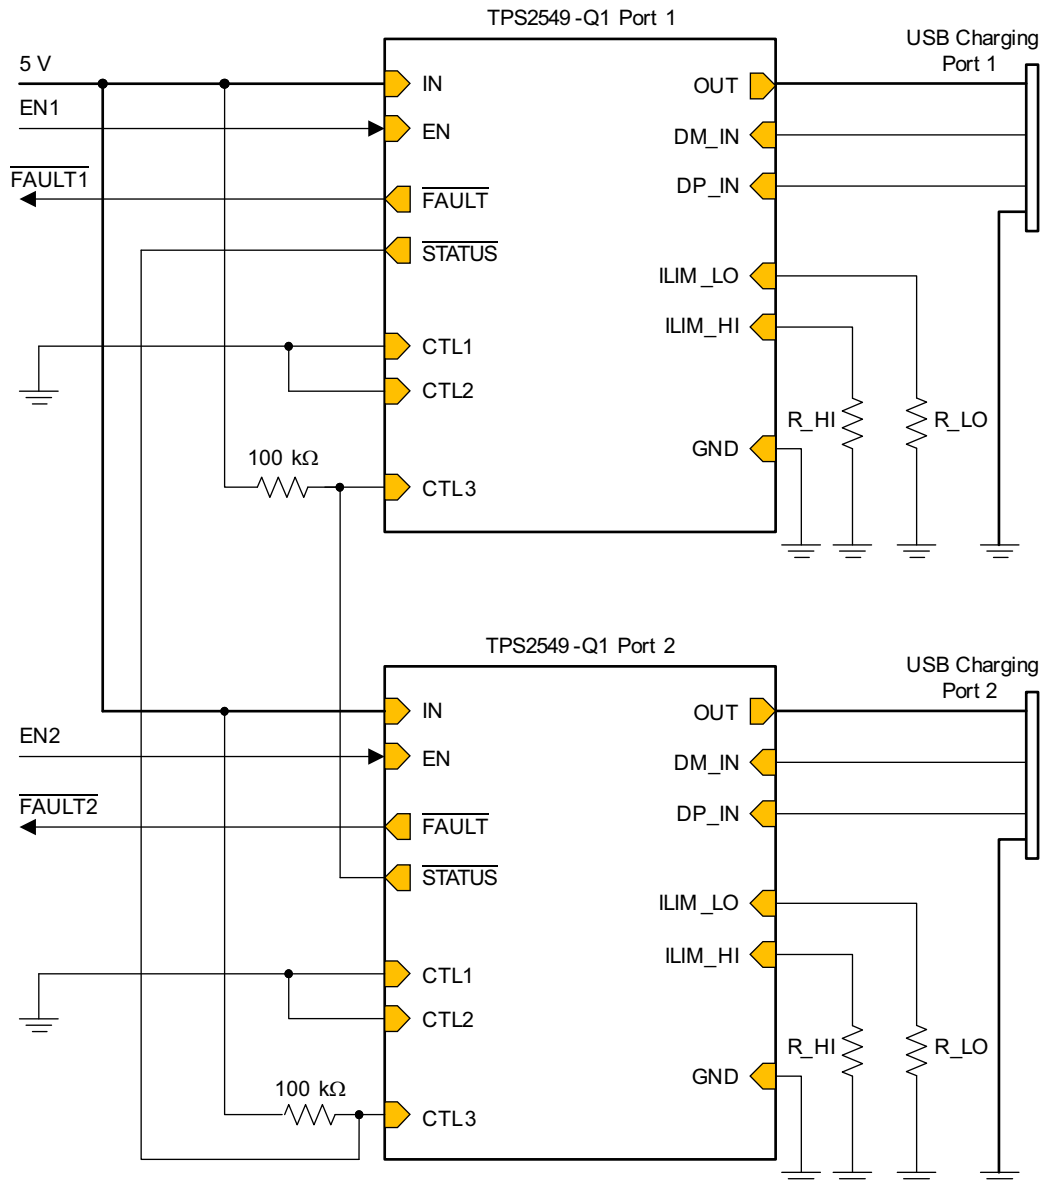 TPS2549-Q1 Port 1
USB Charging
Port 1
5 V
IN
OUT
EN1
EN
DM_IN
FAULT1
FAULT
DP_IN
STATUS
ILIM_LO
ILIM_HI
CTL1
CTL2
R_HI
R_LO
GND
100 kΩ
CTL3
TPS2549-Q1 Port 2
USB Charging
Port 2
IN
OUT
EN2
EN
DM_IN
FAULT2
FAULT
DP_IN
STATUS
ILIM_LO
ILIM_HI
CTL1
CTL2
R_HI
R_LO
GND
100 kΩ
CTL3